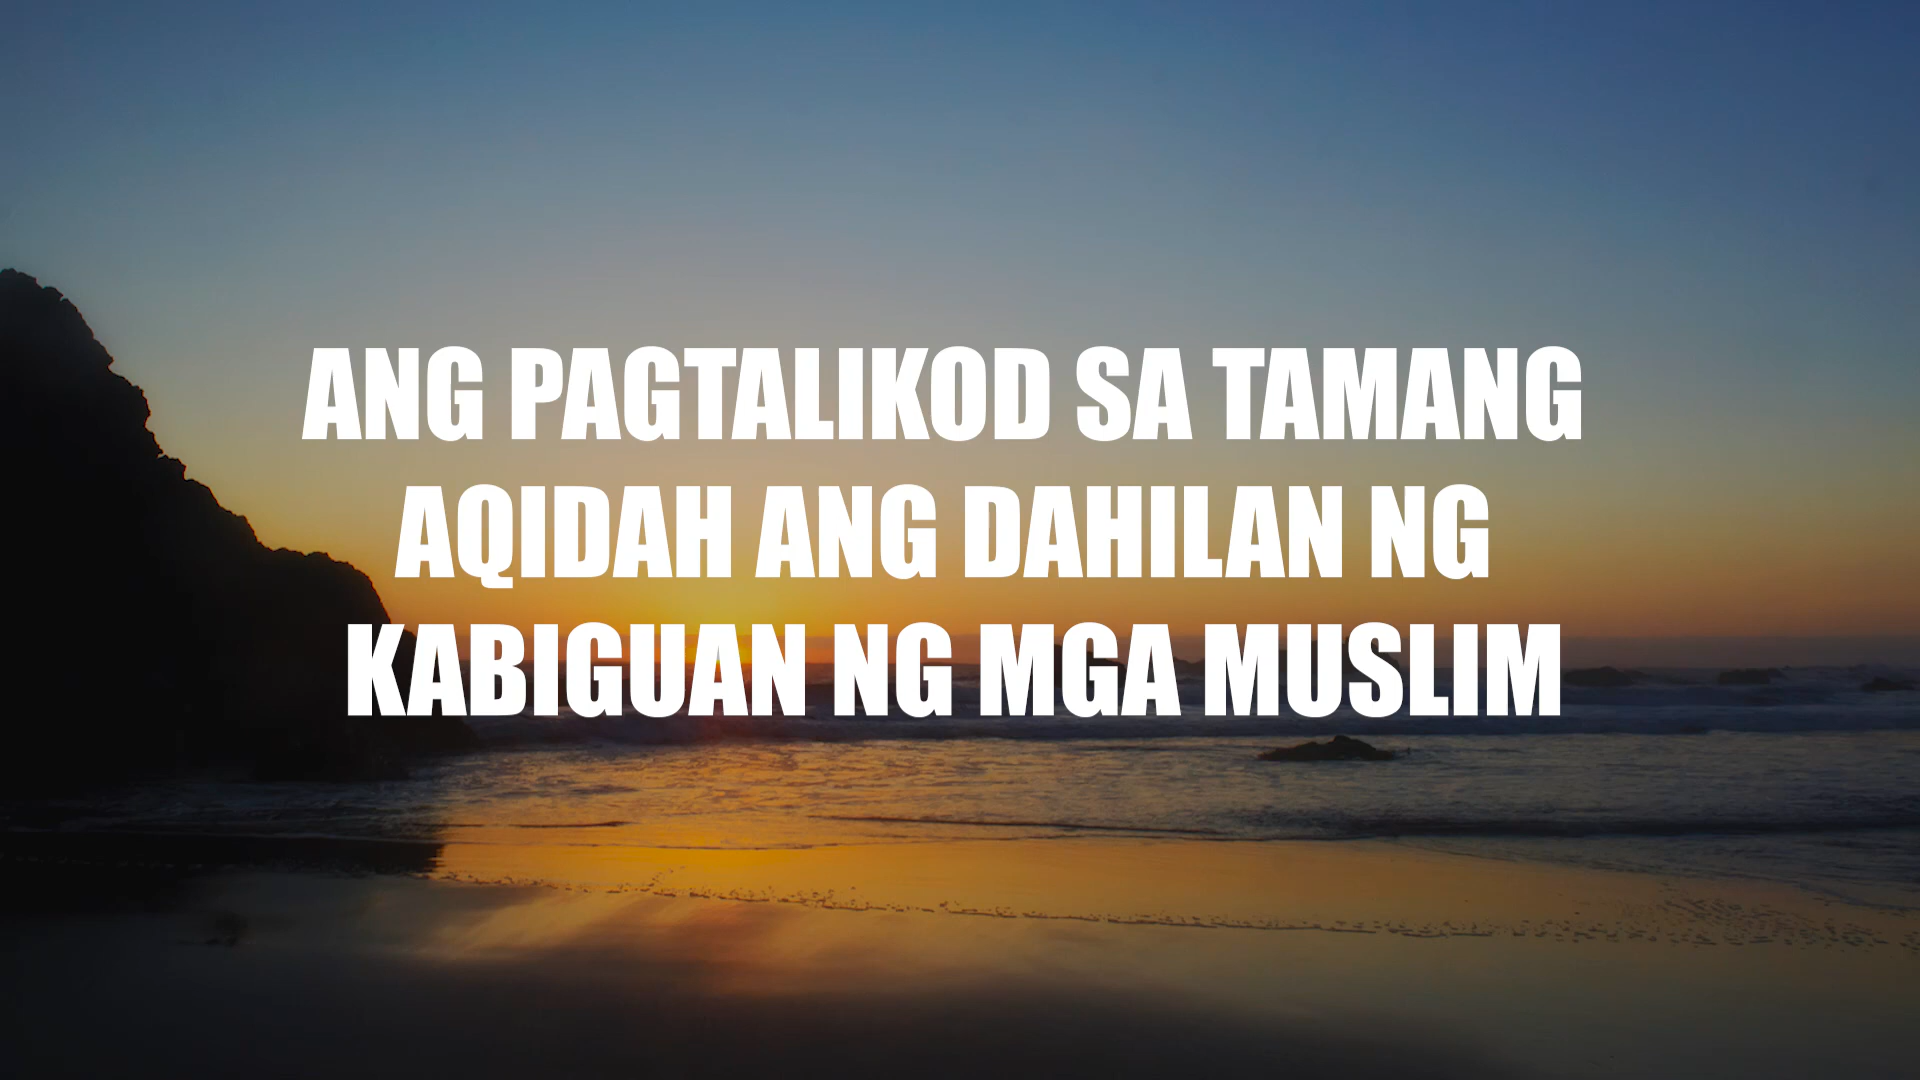 ANG PAGTALIKOD SA TAMANG
AQIDAH ANG DAHILAN NG
KABIGUAN NG MGA MUSLIM